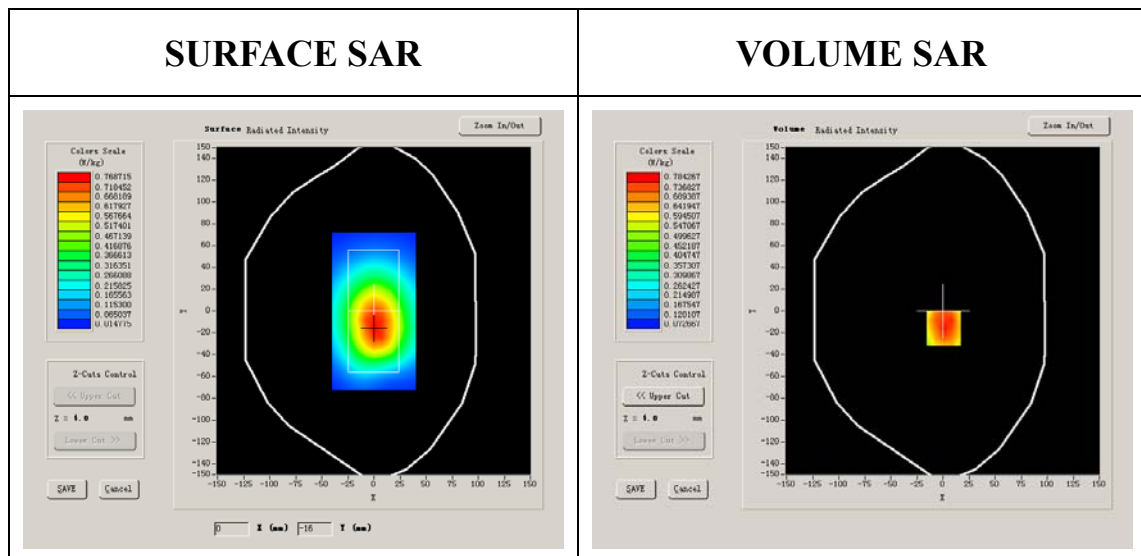 SURFACE SAR
VOLUME SAR
Surface Radiated Intensity
Zoom In/Out
Colors Scale
(W/kg)
0.768715
0.718452
0.668189
0.617927
0.567664
0.517401
0.467139
0.416876
0.366613
0.316351
0.266088
0.215825
0.165563
0.115300
0.065037
0.014775
150
140
120
100
80
60
40
20
0
-20
-40
-60
-80
-100
-120
-140
-150
Y
-150 -125 -100 -75 -50 -25 0 25 50 75 100 125 150
X
Z-Cuts Control
<< Upper Cut
Z = 4.0 mm
Lower Cut >>
SAVE Cancel
0 X (mm) -16 Y (mm)
Volume Radiated Intensity
Zoom In/Out
Colors Scale
(W/kg)
0.784267
0.736827
0.689387
0.641947
0.594507
0.547067
0.499627
0.452187
0.404747
0.357307
0.309867
0.262427
0.214987
0.167547
0.120107
0.072667
150
140
120
100
80
60
40
20
0
-20
-40
-60
-80
-100
-120
-140
-150
Y
-150 -125 -100 -75 -50 -25 0 25 50 75 100 125 150
X
Z-Cuts Control
<< Upper Cut
Z = 4.0 mm
Lower Cut >>
SAVE Cancel